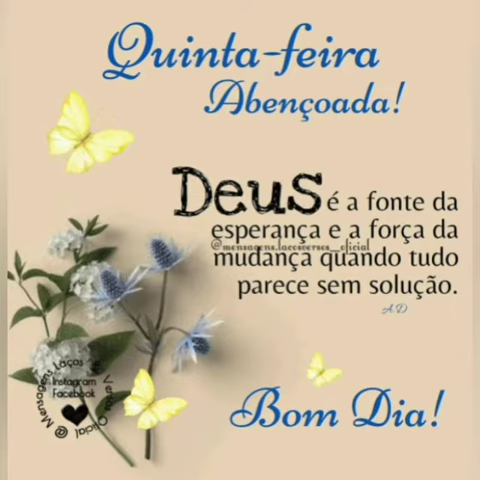 Quinta-feira
Abençoada!
Deus é a fonte da
esperança e a força da
@mensagens.lacoseversos__oficial
mudança quando tudo
parece sem solução.
A.D
@ Mensagens Laços e Versos Oficial
Instagram
Facebook
Bom Dia!